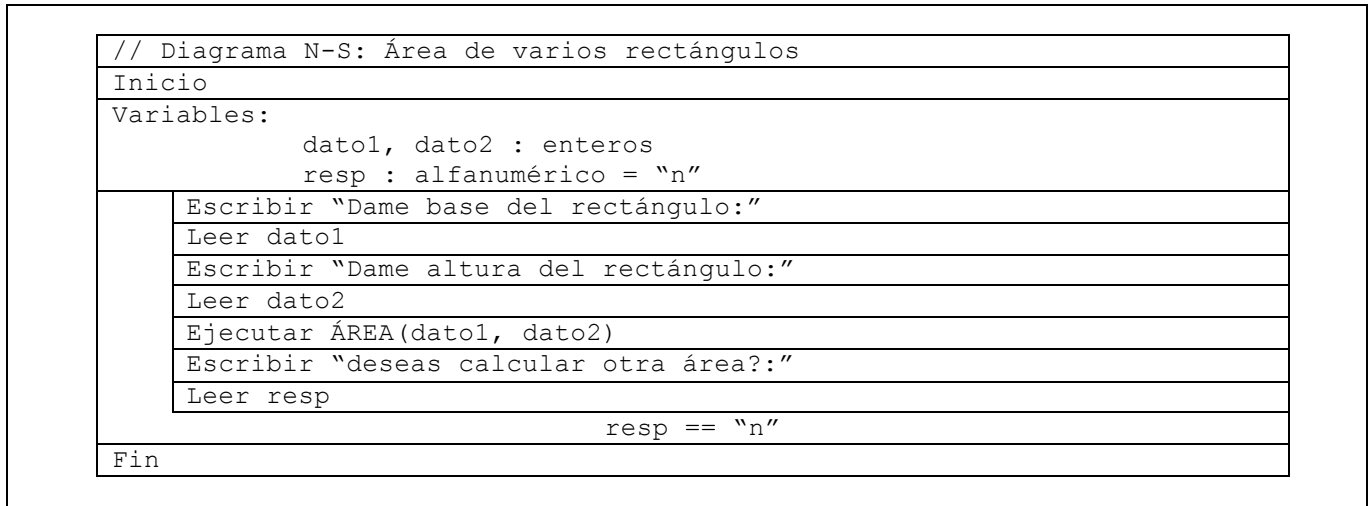 // Diagrama N-S: Área de varios rectángulos
Inicio
Variables:
dato1, dato2 : enteros
resp : alfanumérico = “n”
Escribir “Dame base del rectángulo:”
Leer dato1
Escribir “Dame altura del rectángulo:”
Leer dato2
Ejecutar ÁREA(dato1, dato2)
Escribir “deseas calcular otra área?:”
Leer resp
resp == “n”
Fin